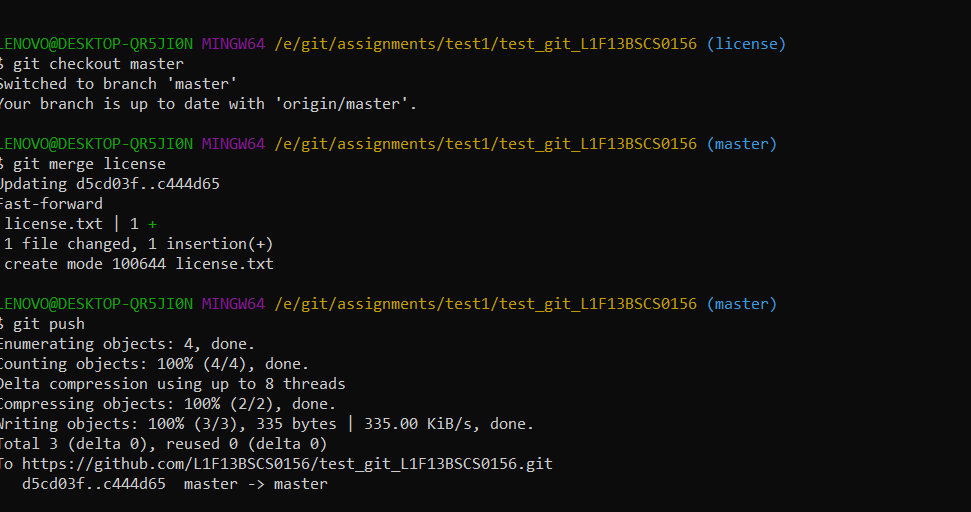 LENOVO@DESKTOP-QR5JI0N MINGW64 /e/git/assignments/test1/test_git_L1F13BSCS0156 (license)
$ git checkout master
Switched to branch 'master'
Your branch is up to date with 'origin/master'.
LENOVO@DESKTOP-QR5JI0N MINGW64 /e/git/assignments/test1/test_git_L1F13BSCS0156 (master)
$ git merge license
Updating d5cd03f..c444d65
Fast-forward
license.txt | 1 +
1 file changed, 1 insertion(+)
create mode 100644 license.txt
LENOVO@DESKTOP-QR5JI0N MINGW64 /e/git/assignments/test1/test_git_L1F13BSCS0156 (master)
$ git push
Enumerating objects: 4, done.
Counting objects: 100% (4/4), done.
Delta compression using up to 8 threads
Compressing objects: 100% (2/2), done.
Writing objects: 100% (3/3), 335 bytes | 335.00 KiB/s, done.
Total 3 (delta 0), reused 0 (delta 0)
To https://github.com/L1F13BSCS0156/test_git_L1F13BSCS0156.git
d5cd03f..c444d65  master -> master